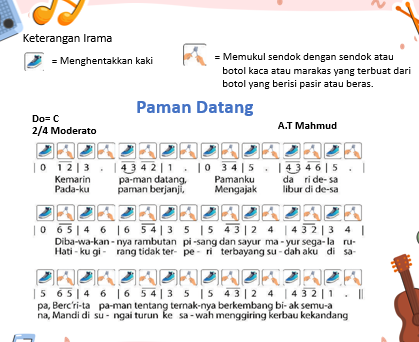 Keterangan Irama
= Menghentakkan kaki
= Memukul sendok dengan sendok atau
botol kaca atau marakas yang terbuat dari
botol yang berisi pasir atau beras.
Paman Datang
Do= C
2/4 Moderato
A.T Mahmud
| 0 1 2 | 3 . | 4 3 4 2 | 1 . | 0 3 4 | 5 . | 4 3 4 6 | 5 . |
Kemarin pa-man datang, Pamanku da ri de- sa
Pada-ku paman berjanji, Mengajak libur di de-sa
| 0 6 5 | 4 6 | 6 5 4 | 3 5 | 5 4 3 | 2 4 | 4 3 2 | 3 4 |
Diba-wa-kan - nya rambutan pi -sang dan sayur ma - yur sega- la ru-
Hati - ku gi - rang tidak ter- pe - ri terbayang su - dah aku di sa-
| 5 6 5 | 4 6 | 6 5 4 | 3 5 | 5 4 3 | 2 4 | 4 3 2 | 1 . ||
pa, Berc'ri-ta pa-man tentang ternak-nya berkembang bi- ak semu-a
na, Mandi di su - ngai turun ke sa - wah menggiring kerbau kekandang